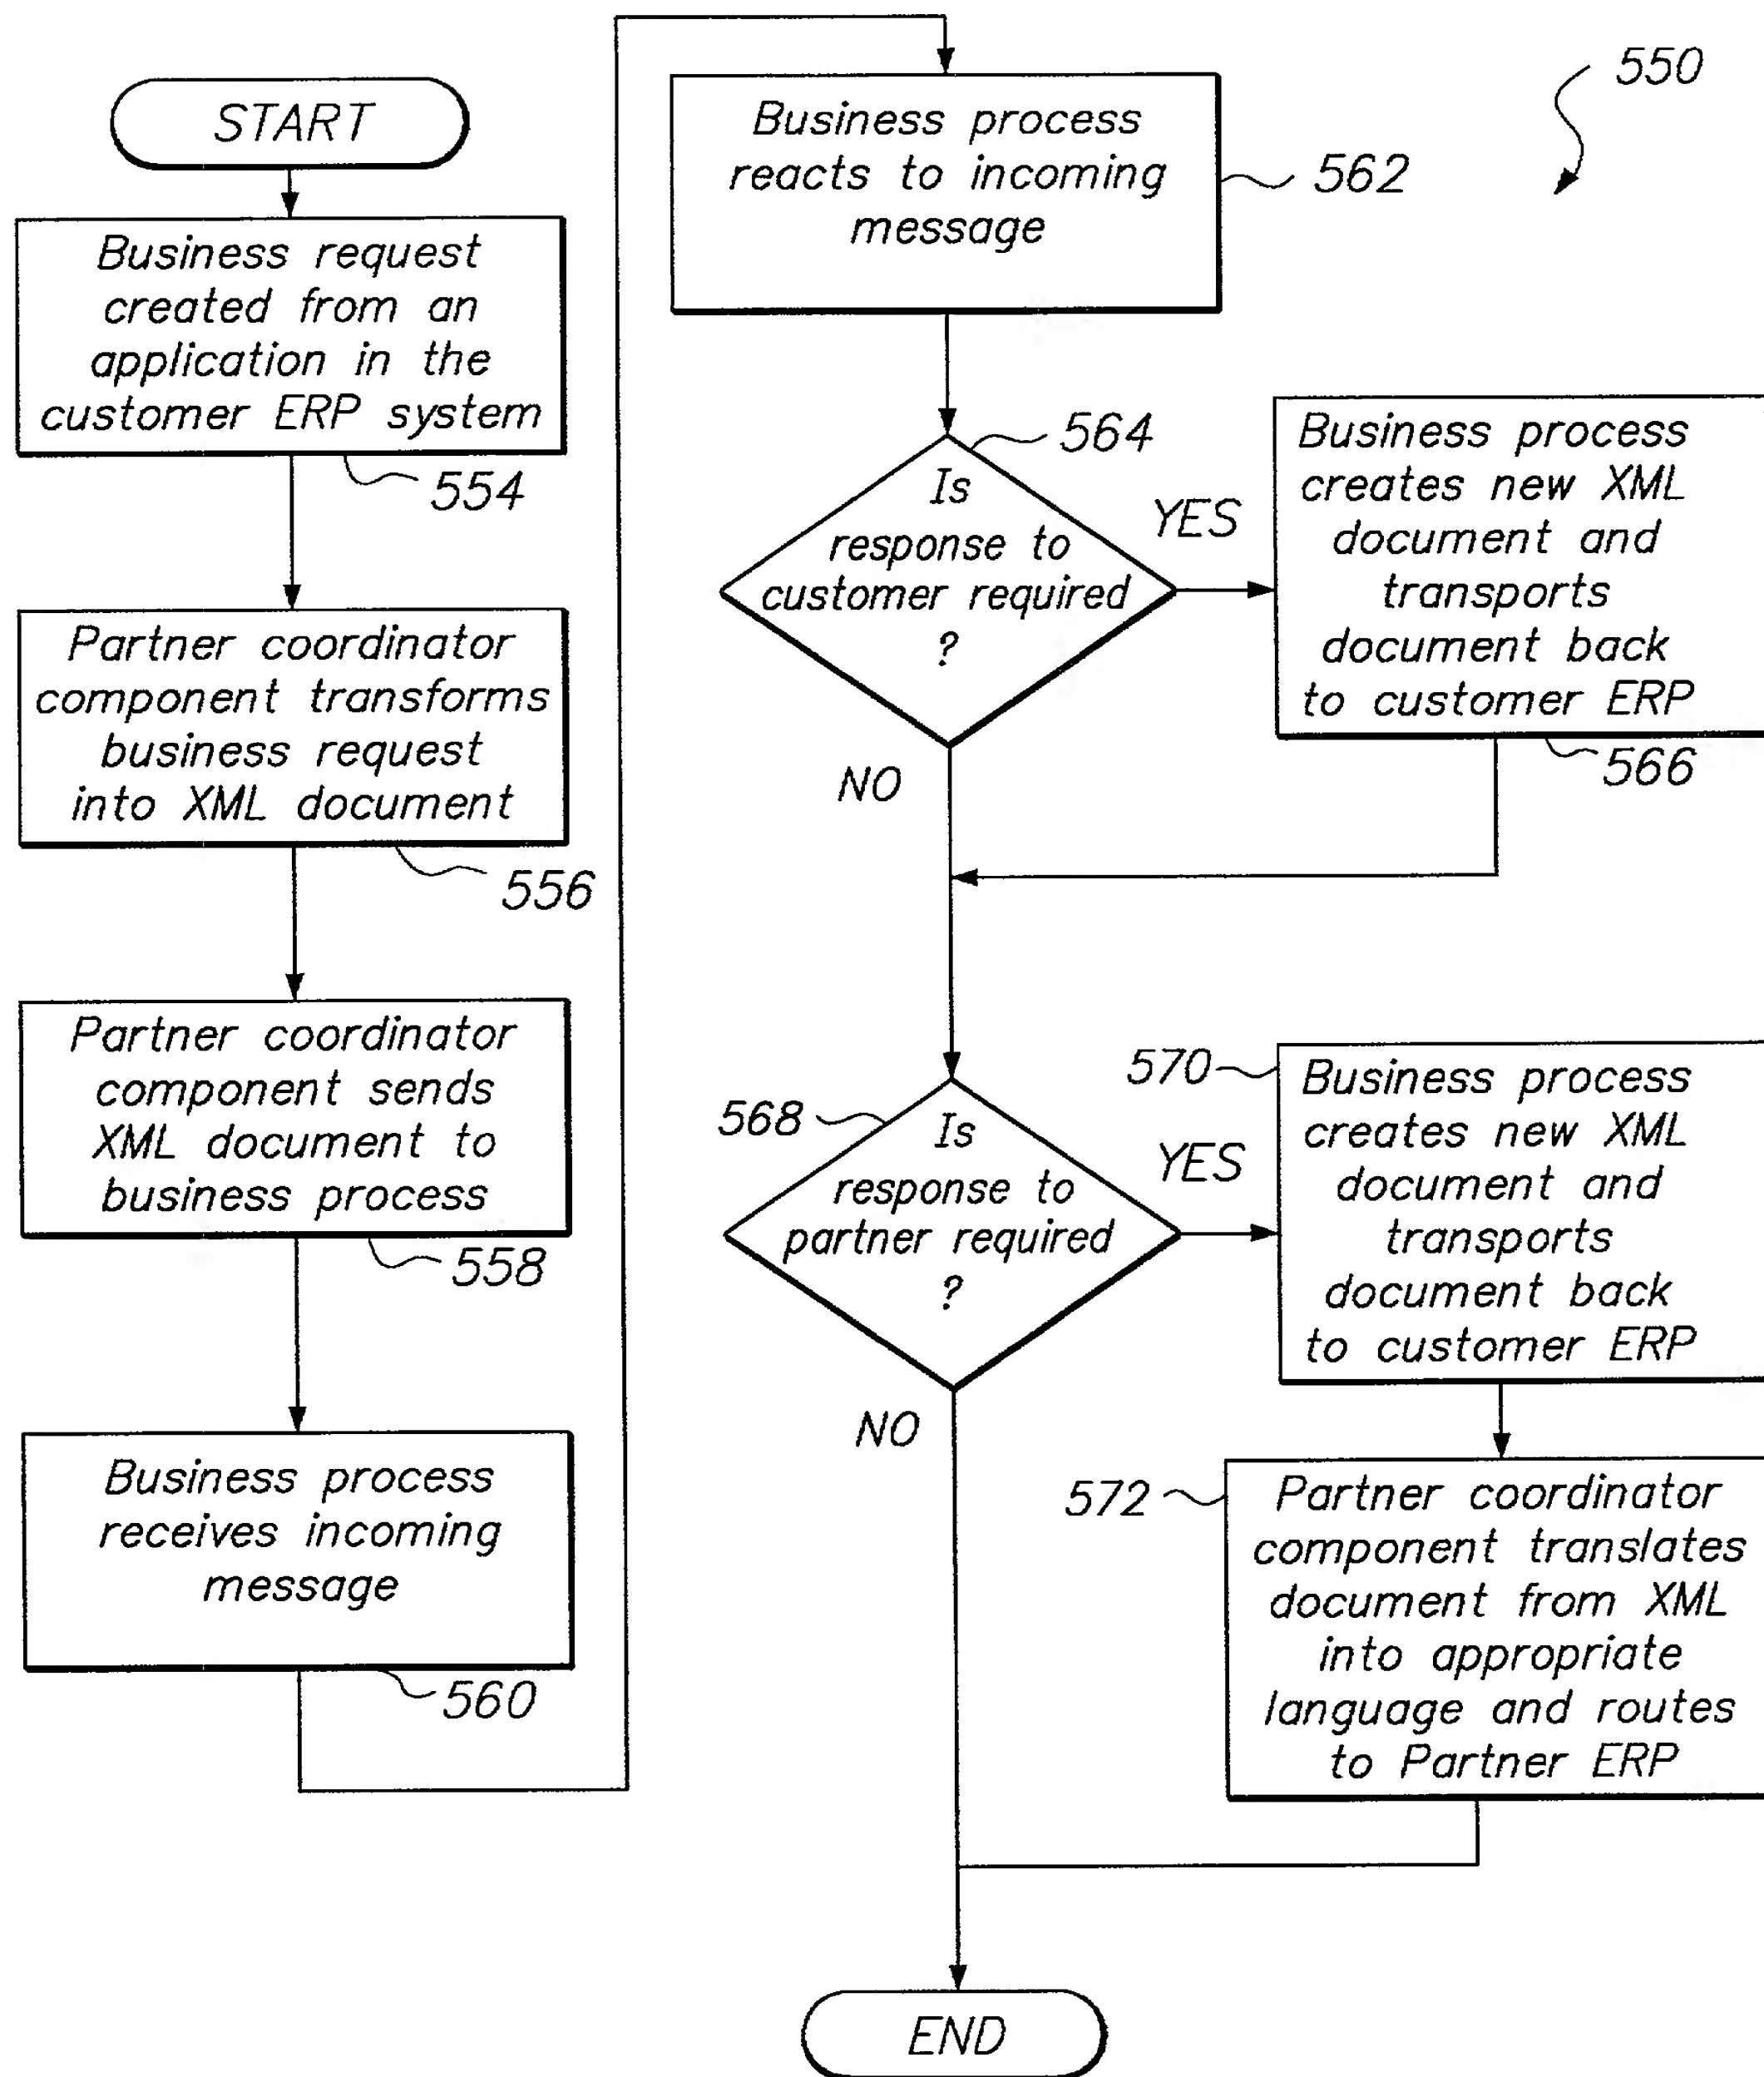 START
Business request
created from an
application in the
customer ERP system
554
Partner coordinator
component transforms
business request
into XML document
556
Partner coordinator
component sends
XML document to
business process
558
Business process
receives incoming
message
560
550
Business process
reacts to incoming
message
562
564
Is
response to
customer required
?
YES
NO
Business process
creates new XML
document and
transports
document back
to customer ERP
566
568
Is
response to
partner required
?
YES
NO
570
Business process
creates new XML
document and
transports
document back
to customer ERP
572
Partner coordinator
component translates
document from XML
into appropriate
language and routes
to Partner ERP
END